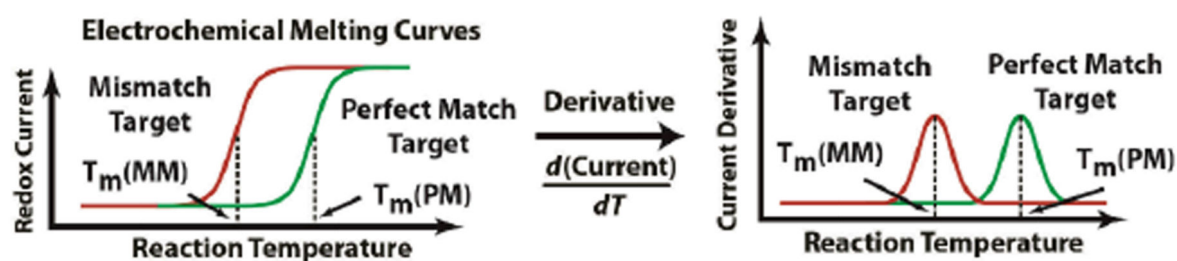 Electrochemical Melting Curves
Redox Current
Mismatch
Target
Perfect Match
Target
Tm(MM)
Tm(PM)
Reaction Temperature
Derivative
d(Current)
dT
Current Derivative
Mismatch
Target
Perfect Match
Target
Tm(MM)
Tm(PM)
Reaction Temperature